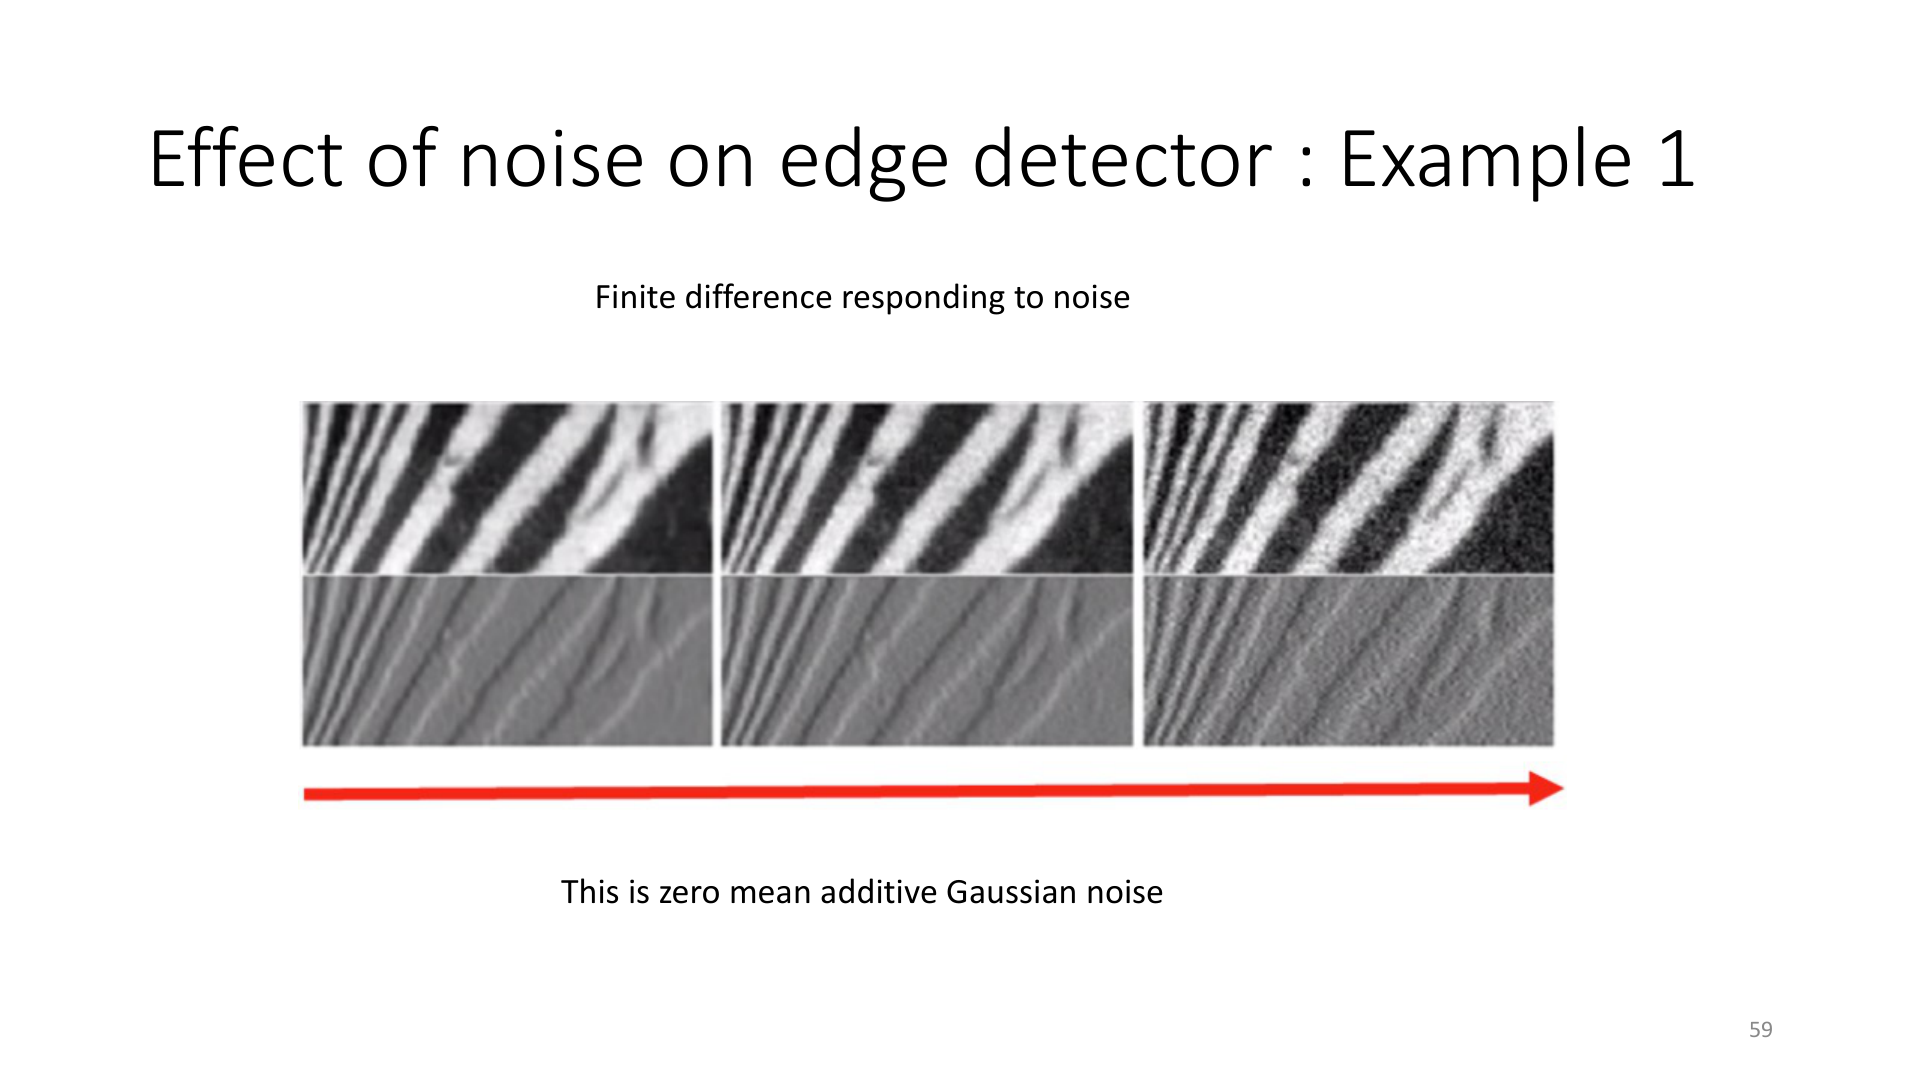 Effect of noise on edge detector : Example 1
Finite difference responding to noise
This is zero mean additive Gaussian noise
59